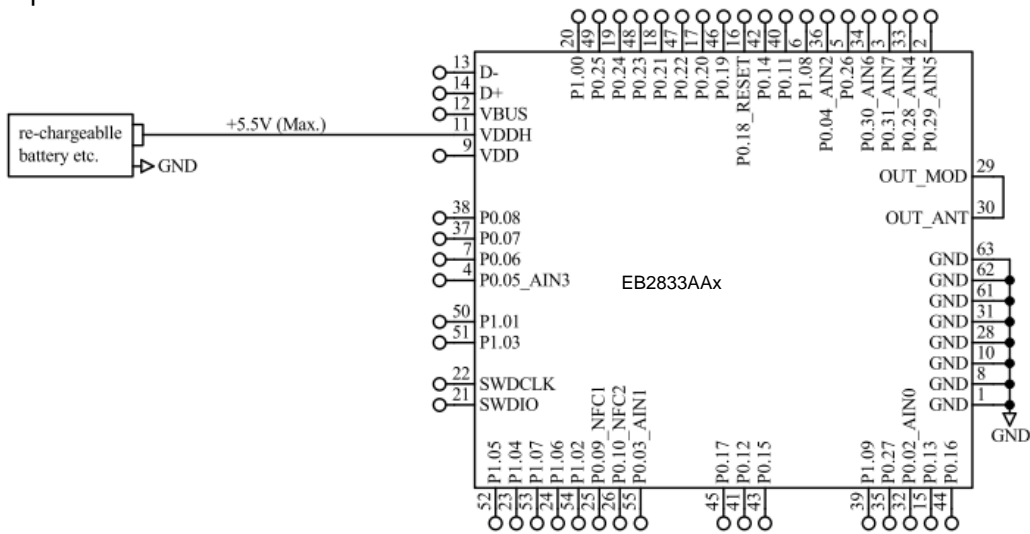 20 P1.00
49 P0.25
19 P0.24
48 P0.23
18 P0.21
47 P0.22
17 P0.20
46 P0.19
16 P0.18_RESET
42 P0.14
40 P0.11
6 P1.08
36 P0.04_AIN2
5 P0.26
34 P0.30_AIN6
3 P0.31_AIN7
33 P0.28_AIN4
2 P0.29_AIN5
re-chargeablle
battery etc.
GND
+5.5V (Max.)
13 D-
14 D+
12 VBUS
11 VDDH
9 VDD
38 P0.08
37 P0.07
7 P0.06
4 P0.05_AIN3
50 P1.01
51 P1.03
22 SWDCLK
21 SWDIO
EB2833AAx
OUT_MOD 29
OUT_ANT 30
GND 63
GND 62
GND 61
GND 31
GND 28
GND 10
GND 8
GND 1
GND
52 P1.05
23 P1.04
53 P1.07
24 P1.06
54 P1.02
25 P0.09_NFC1
26 P0.10_NFC2
55 P0.03_AIN1
45 P0.17
41 P0.12
43 P0.15
39 P1.09
35 P0.27
32 P0.02_AIN0
15 P0.13
44 P0.16